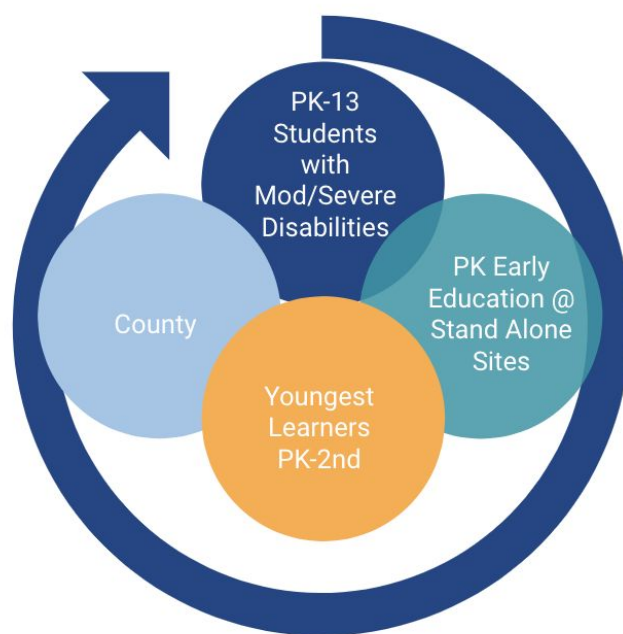 PK-13
Students
with
Mod/Severe
Disabilities
PK Early
Education @
Stand Alone
Sites
County
Youngest
Learners
PK-2nd